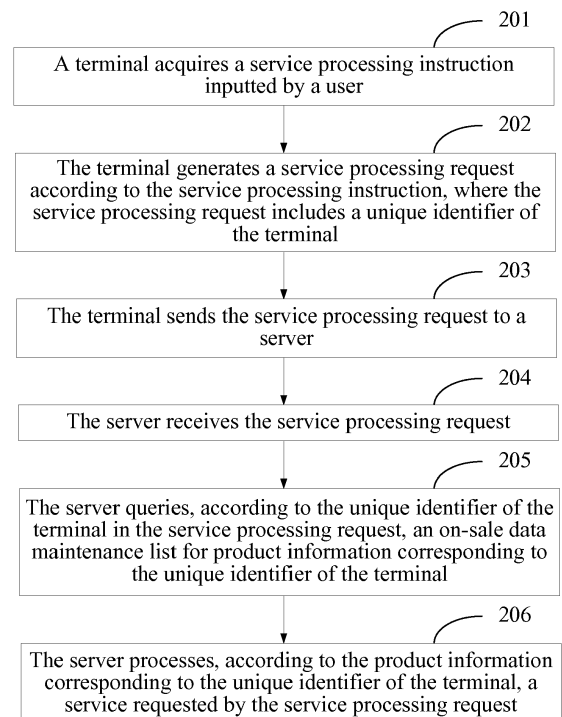 201
A terminal acquires a service processing instruction
inputted by a user
202
The terminal generates a service processing request
according to the service processing instruction, where the
service processing request includes a unique identifier of
the terminal
203
The terminal sends the service processing request to a
server
204
The server receives the service processing request
205
The server queries, according to the unique identifier of the
terminal in the service processing request, an on-sale data
maintenance list for product information corresponding to
the unique identifier of the terminal
206
The server processes, according to the product information
corresponding to the unique identifier of the terminal, a
service requested by the service processing request